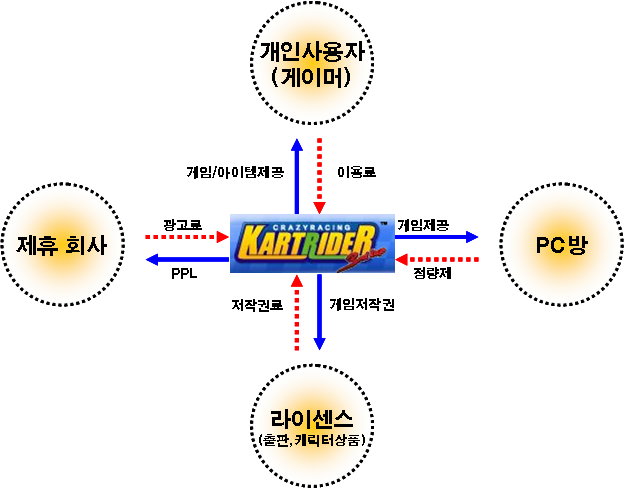 개인사용자
(게이머)
게임/아이템제공
이용료
제휴 회사
광고료
PPL
CRAZYRACING
KARTRIDER
TM
게임제공
정량제
PC방
저작권료
게임저작권
라이센스
(출판,캐릭터상품)